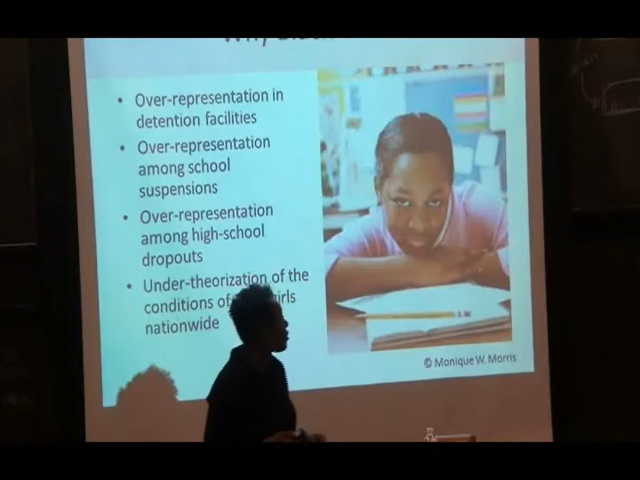 Why
• Over-representation in
detention facilities
• Over-representation
among school
suspensions
• Over-representation
among high-school
dropouts
• Under-theorization of the
conditions of girls
nationwide
© Monique W. Morris